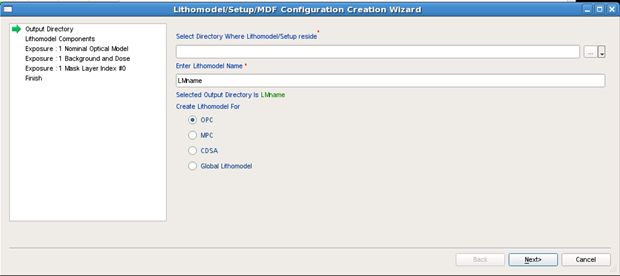 Lithomodel/Setup/MDF Configuration Creation Wizard
Output Directory
Lithomodel Components
Exposure : 1 Nominal Optical Model
Exposure : 1 Background and Dose
Exposure : 1 Mask Layer Index #0
Finish
Select Directory Where Lithomodel/Setup reside*
...
Enter Lithomodel Name *
LMname
Selected Output Directory Is LMname
Create Lithomodel For
OPC
MPC
CDSA
Global Lithomodel
Back
Next>
Cancel